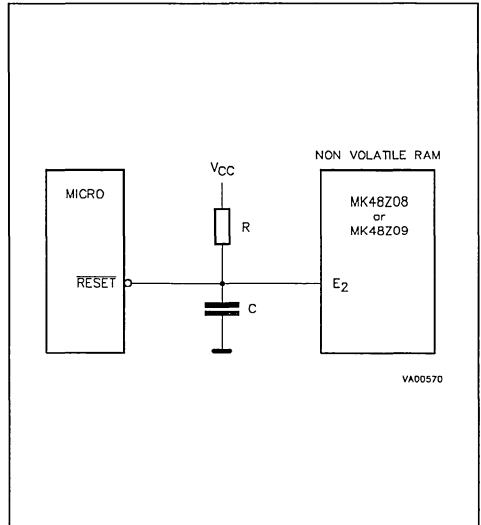 NON VOLATILE RAM
VCC
MICRO
MK48Z08
or
MK48Z09
R
RESET
E2
C
VA00570